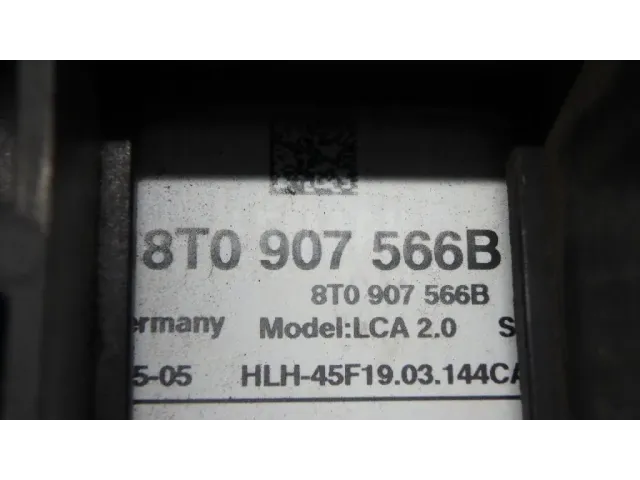 8T0 907 566B
8T0 907 566B
ermany Model:LCA 2.0 S
5-05 HLH-45F19.03.144CA